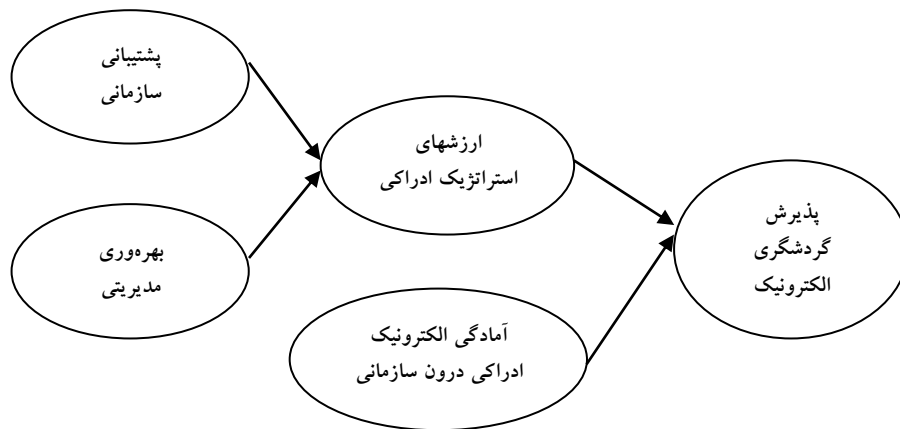 پشتیبانی
سازمانی
ارزشهای
استراتژیک ادراکی
پذیرش
گردشگری
الکترونیک
بهره‌وری
مدیریتی
آمادگی الکترونیک
ادراکی درون سازمانی